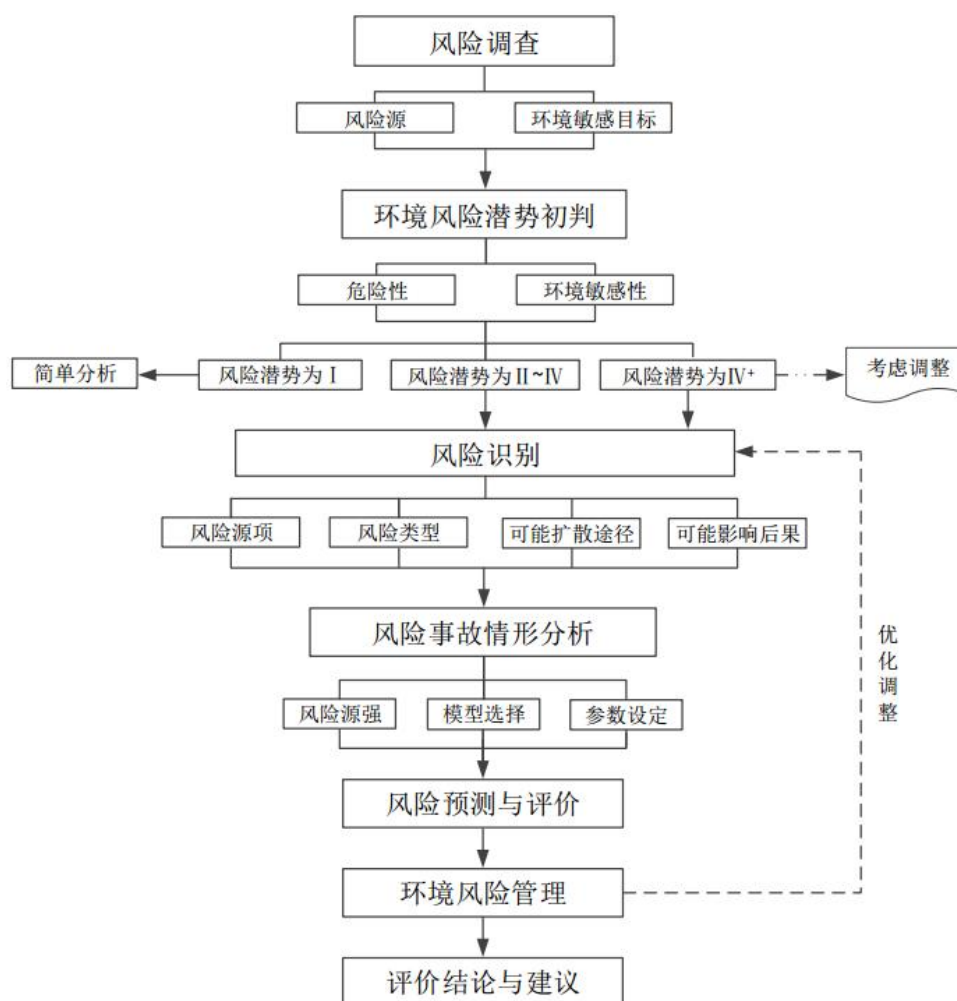 风险调查
风险源
环境敏感目标
环境风险潜势初判
危险性
环境敏感性
简单分析
风险潜势为Ⅰ
风险潜势为Ⅱ~Ⅳ
风险潜势为Ⅳ⁺
考虑调整
风险识别
风险源项
风险类型
可能扩散途径
可能影响后果
风险事故情形分析
优化调整
风险源强
模型选择
参数设定
风险预测与评价
环境风险管理
评价结论与建议